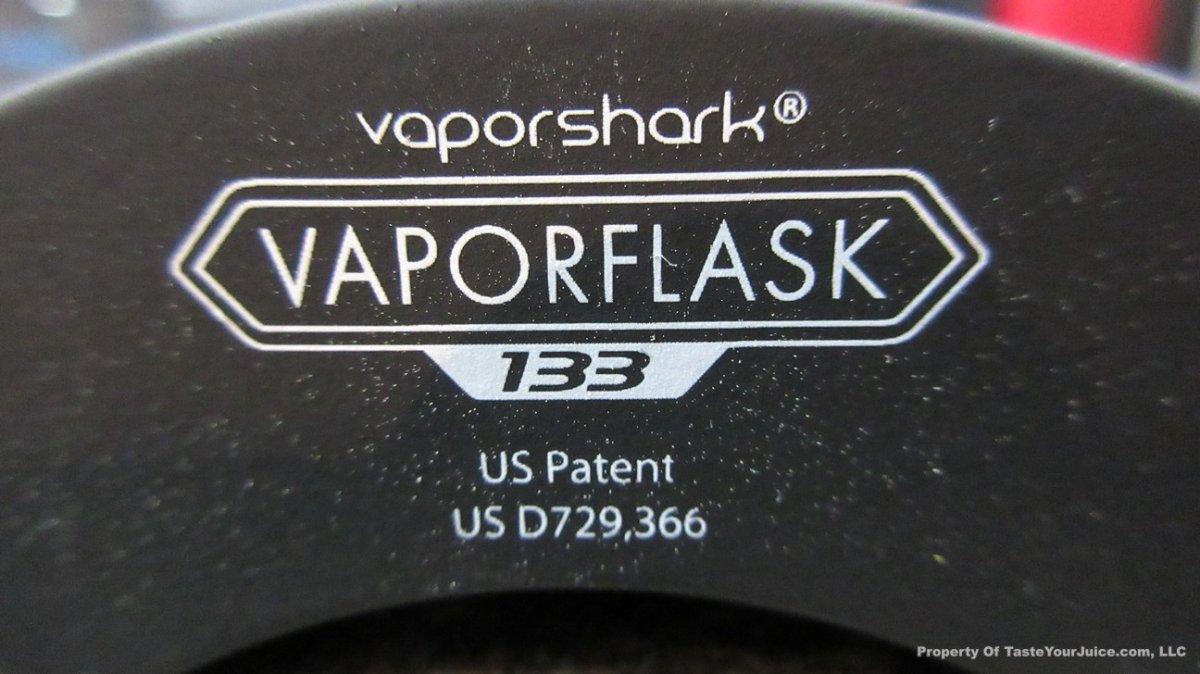 vaporshark®
VAPORFLASK
133
US Patent
US D729,366
Property Of TasteYourJuice.com, LLC